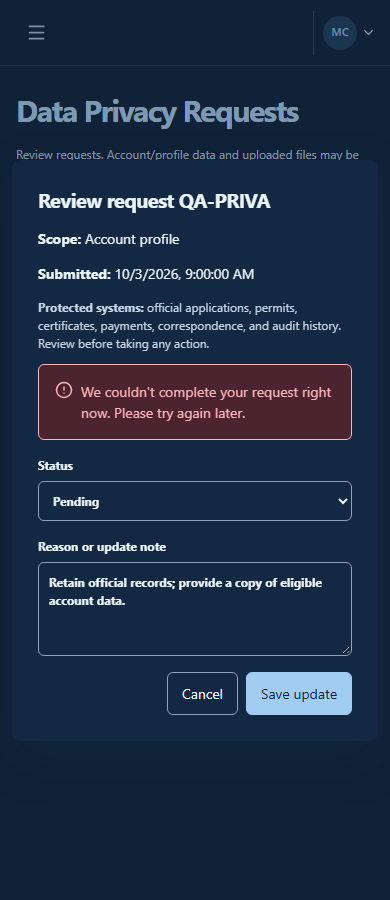 MC
Data Privacy Requests
Review requests. Account/profile data and uploaded files may be
Review request QA-PRIVA
Scope: Account profile
Submitted: 10/3/2026, 9:00:00 AM
Protected systems: official applications, permits,
certificates, payments, correspondence, and audit history.
Review before taking any action.
We couldn't complete your request right
now. Please try again later.
Status
Pending
Reason or update note
Retain official records; provide a copy of eligible
account data.
Cancel
Save update